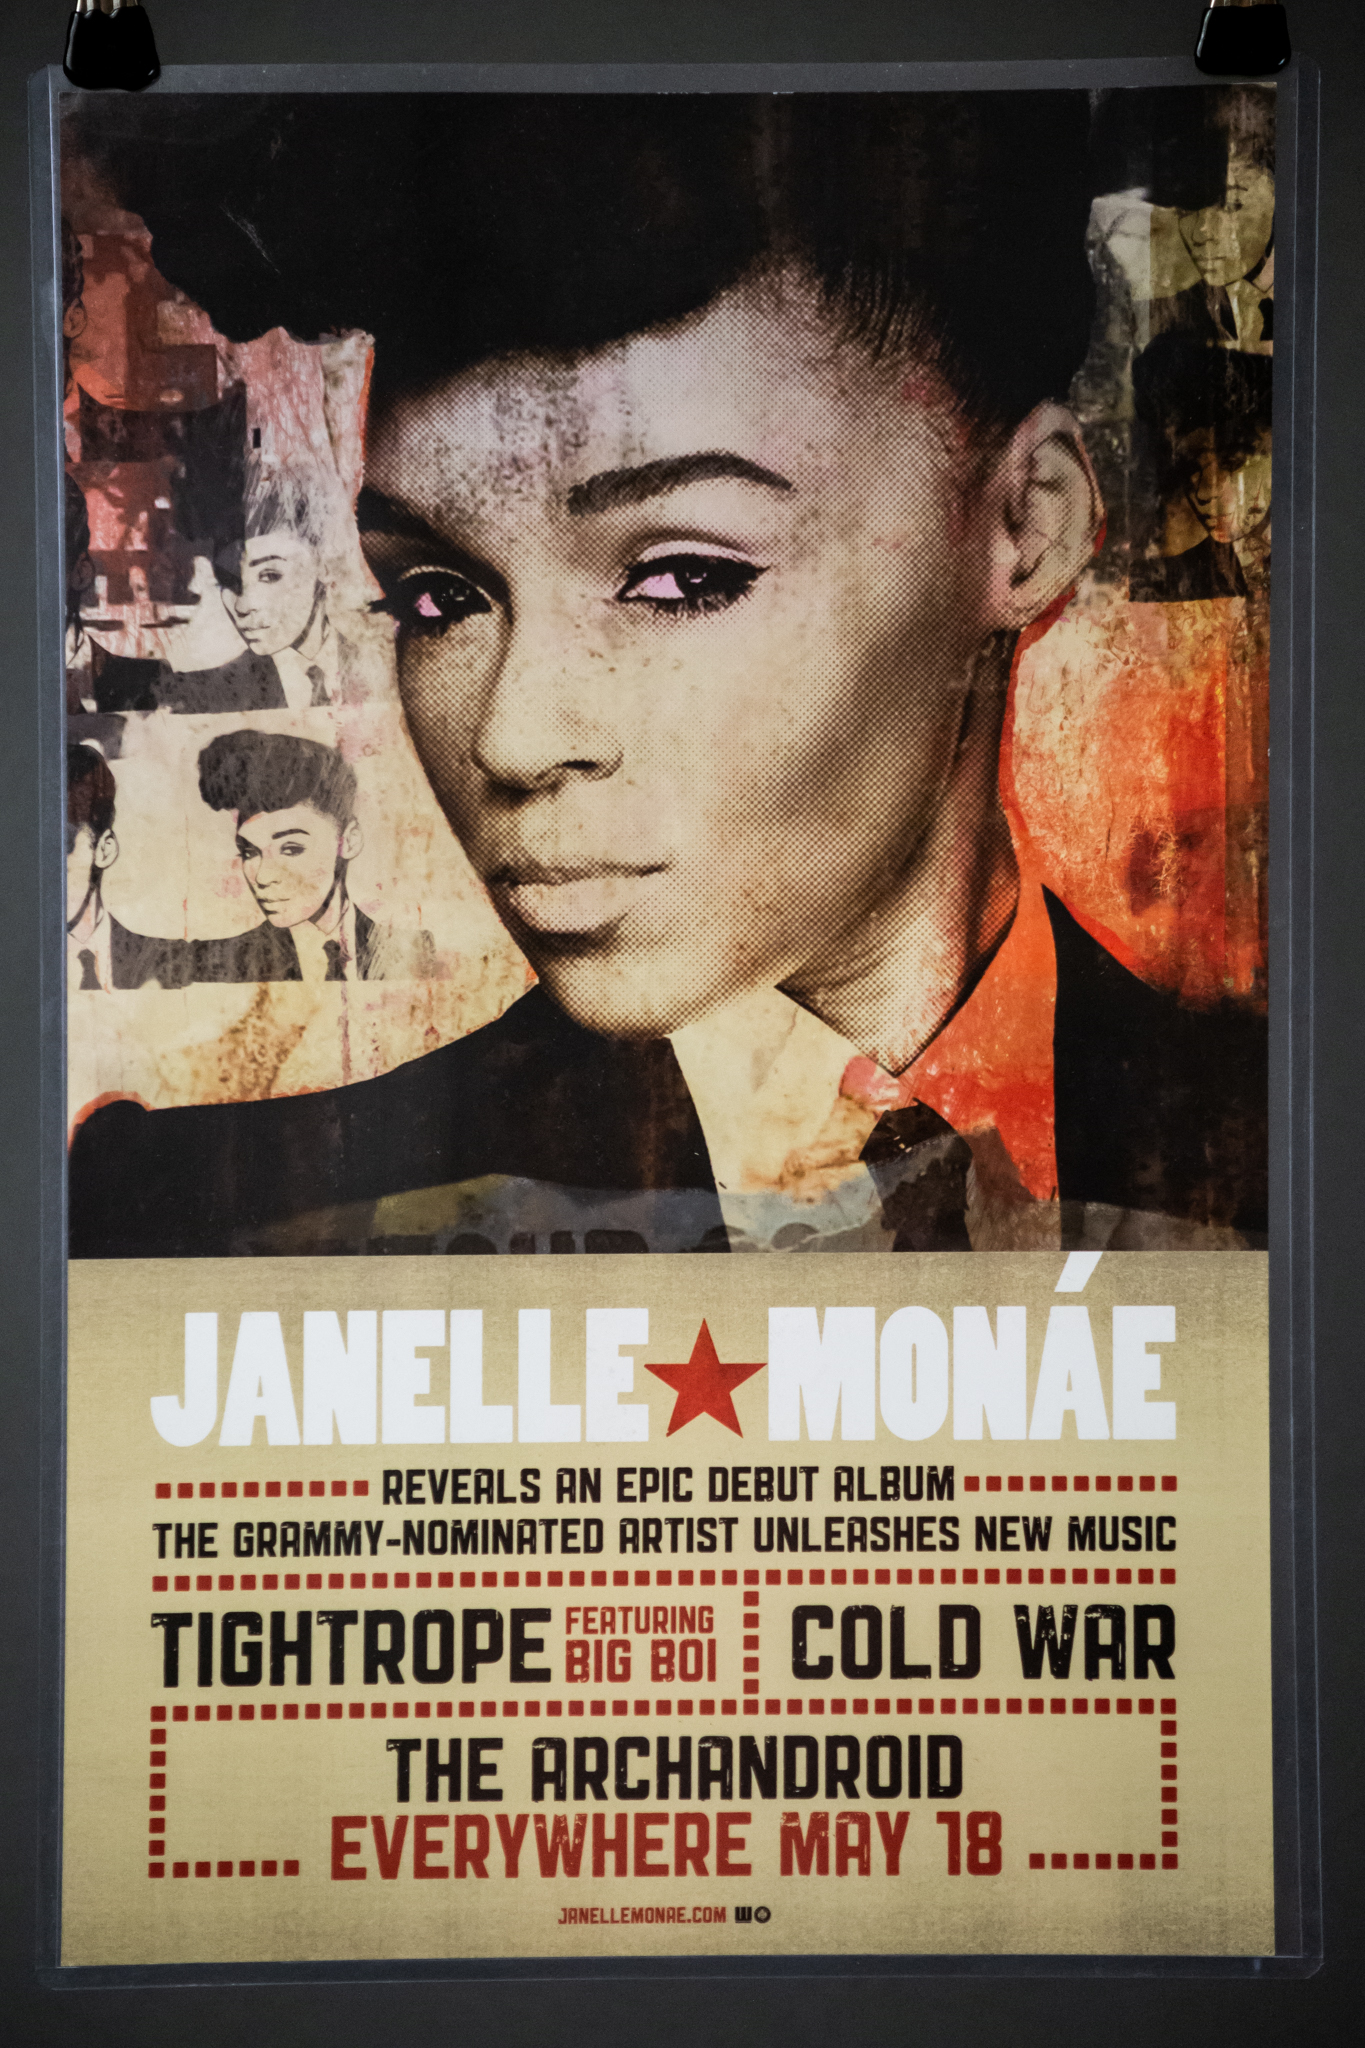 JANELLE★MONÁE
REVEALS AN EPIC DEBUT ALBUM
THE GRAMMY-NOMINATED ARTIST UNLEASHES NEW MUSIC
TIGHTROPE
FEATURING
BIG BOI
COLD WAR
THE ARCHANDROID
EVERYWHERE MAY 18
JANELLEMONAE.COM